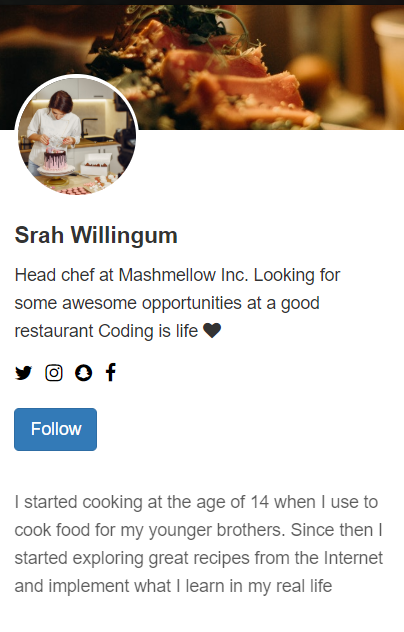 Srah Willingum
Head chef at Mashmellow Inc. Looking for
some awesome opportunities at a good
restaurant Coding is life
Follow
I started cooking at the age of 14 when I use to
cook food for my younger brothers. Since then I
started exploring great recipes from the Internet
and implement what I learn in my real life